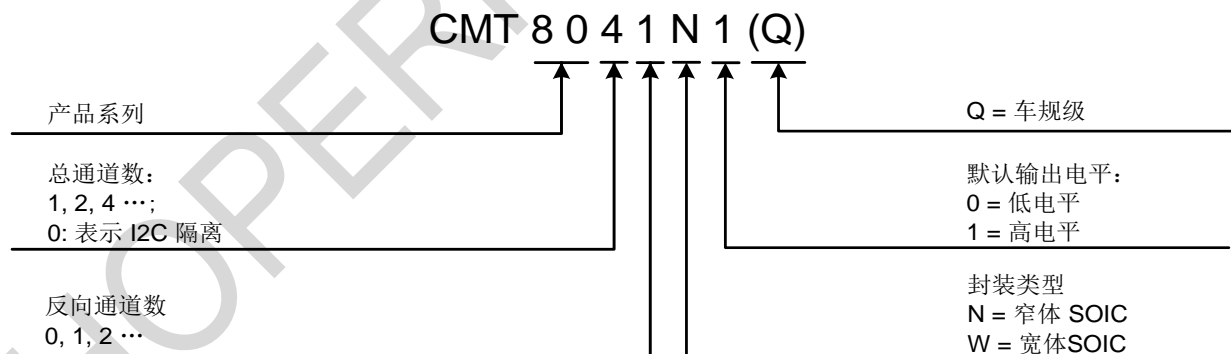 CMT 8 0 4 1 N 1 (Q)
产品系列
总通道数：
1, 2, 4 …;
0: 表示 I2C 隔离
反向通道数
0, 1, 2 …
Q = 车规级
默认输出电平：
0 = 低电平
1 = 高电平
封装类型
N = 窄体 SOIC
W = 宽体SOIC